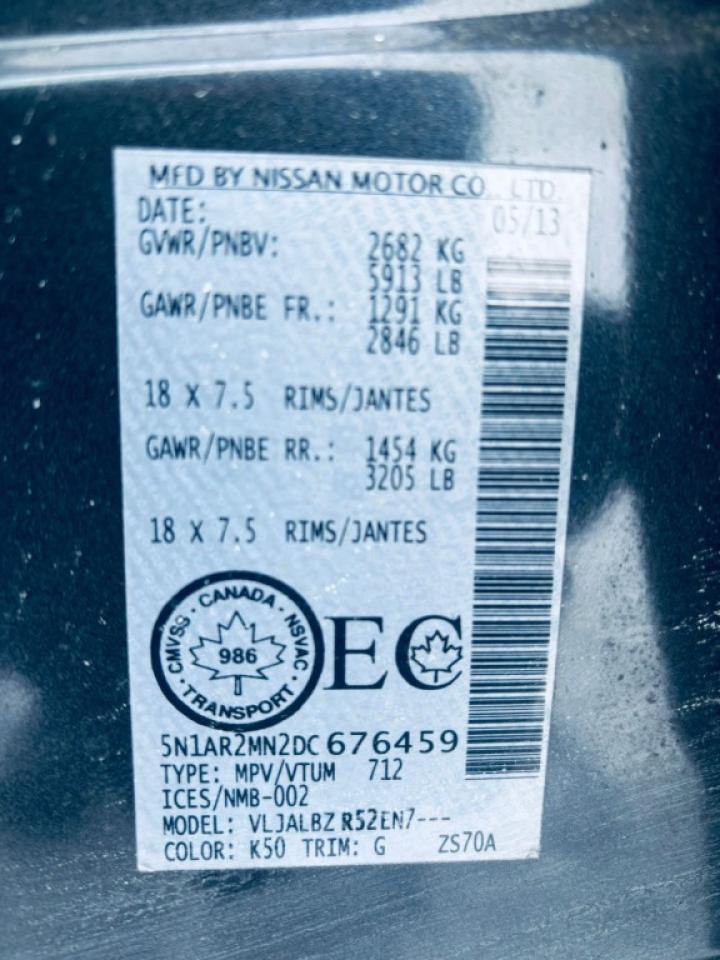 MFD BY NISSAN MOTOR CO., LTD.
DATE: 05/13
GVWR/PNBV: 2682 KG
5913 LB
GAWR/PNBE FR.: 1291 KG
2846 LB
18 X 7.5 RIMS/JANTES
GAWR/PNBE RR.: 1454 KG
3205 LB
18 X 7.5 RIMS/JANTES
CANADA · NSVAC · TRANSPORT · CMVSS ·
986
EC
5N1AR2MN2DC676459
TYPE: MPV/VTUM 712
ICES/NMB-002
MODEL: VLJALBZ R52EN7---
COLOR: K50 TRIM: G ZS70A